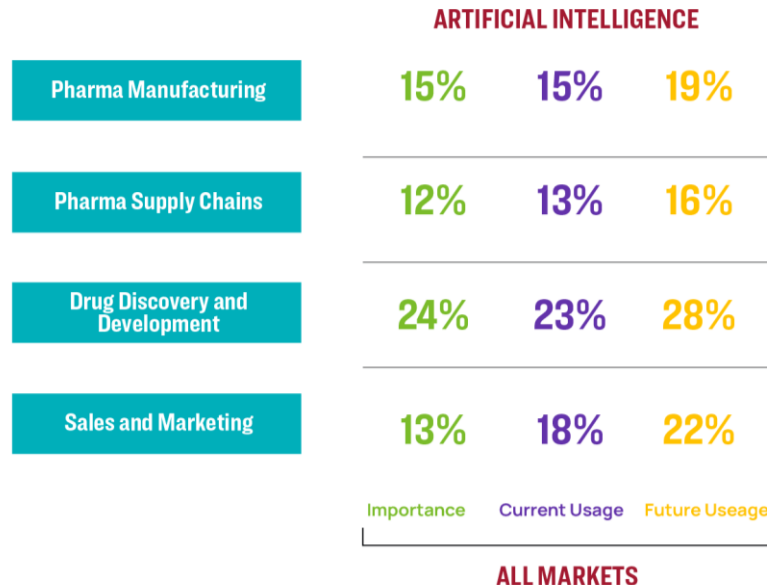 ARTIFICIAL INTELLIGENCE
Pharma Manufacturing 15% 15% 19%
Pharma Supply Chains 12% 13% 16%
Drug Discovery and
Development 24% 23% 28%
Sales and Marketing 13% 18% 22%
Importance Current Usage Future Useage
ALL MARKETS